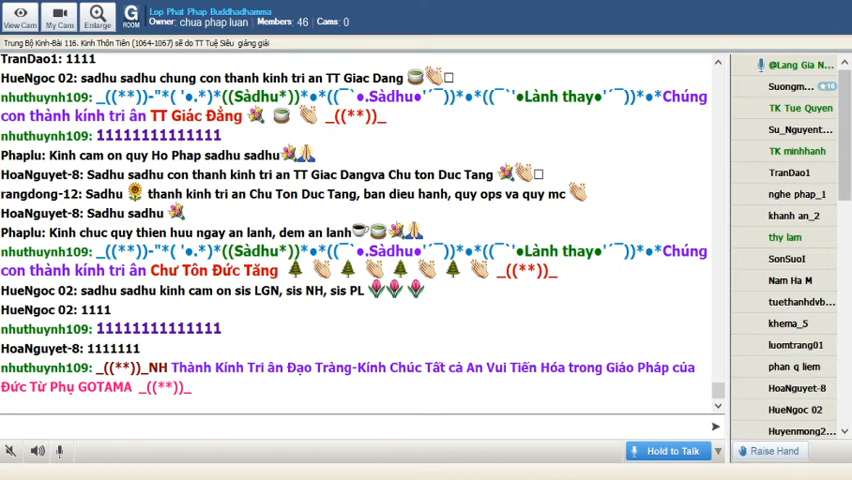 Lop Phat Phap Buddhadhamma
Owner: chua phap luan Members: 46 Cams: 0
View Cam My Cam Enlarge G ROOM
Trung Bộ Kinh-Bài 116. Kinh Thôn Tiên (1064-1067) sẽ do TT Tuệ Siêu giảng giải
TranDao1: 1111
HueNgoc 02: sadhu sadhu chung con thanh kinh tri an TT Giac Dang
nhuthuynh109: _((**))-"*( '●.*)*((Sàdhu*))*●*((¯`●.Sàdhu●'´¯))*●*((¯`'●Lành thay●'´¯))*●*Chúng
con thành kính tri ân TT Giác Đẳng _((**))_
nhuthuynh109: 11111111111111
Phaplu: Kinh cam on quy Ho Phap sadhu sadhu
HoaNguyet-8: Sadhu sadhu con thanh kinh tri an TT Giac Dangva Chu ton Duc Tang
rangdong-12: Sadhu thanh kinh tri an Chu Ton Duc Tang, ban dieu hanh, quy ops va quy mc
HoaNguyet-8: Sadhu sadhu
Phaplu: Kinh chuc quy thien huu ngay an lanh, dem an lanh
nhuthuynh109: _((**))-"*( '●.*)*((Sàdhu*))*●*((¯`●.Sàdhu●'´¯))*●*((¯`'●Lành thay●'´¯))*●*Chúng
con thành kính tri ân Chư Tôn Đức Tăng _((**))_
HueNgoc 02: sadhu sadhu kinh cam on sis LGN, sis NH, sis PL
HueNgoc 02: 1111
nhuthuynh109: 11111111111111
HoaNguyet-8: 1111111
nhuthuynh109: _((**))_NH Thành Kính Tri ân Đạo Tràng-Kính Chúc Tất cả An Vui Tiến Hóa trong Giáo Pháp của
Đức Từ Phụ GOTAMA _((**))_
@Lang Gia N...
Suongm... 10
TK Tue Quyen
Su_Nguyent...
TK minhhanh
TranDao1
nghe phap_1
khanh an_2
thy lam
SonSuoI
Nam Ha M
tuethanhdvb...
khema_5
luomtrang01
phan q liem
HoaNguyet-8
HueNgoc 02
Huyenmong2...
Hold to Talk
Raise Hand